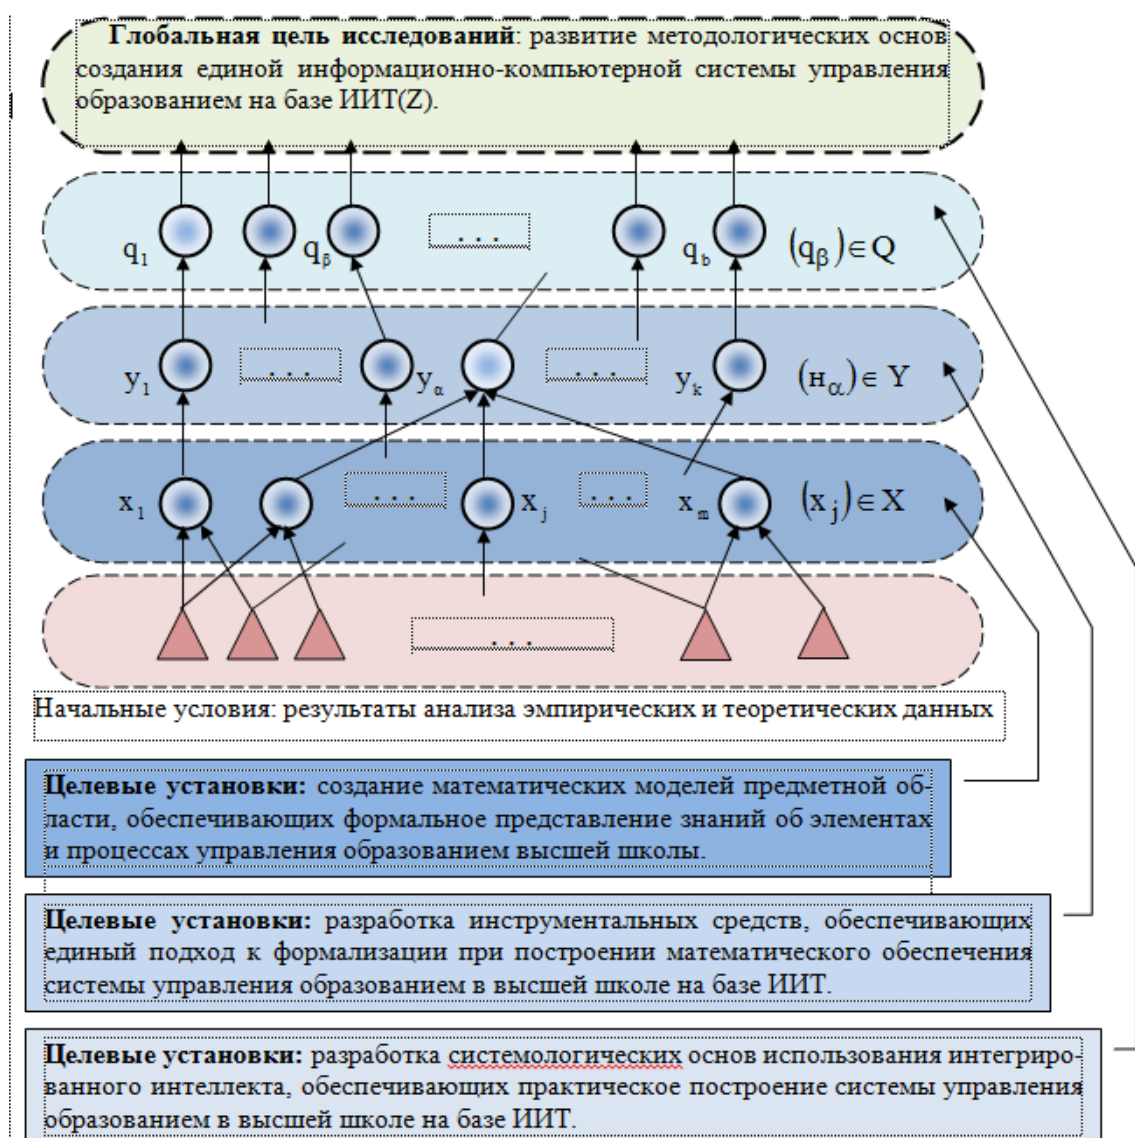 Глобальная цель исследований: развитие методологических основ
создания единой информационно-компьютерной системы управления
образованием на базе ИИТ(Z).
. . .
q1 qβ qb (qβ)∈Q
. . . . . .
y1 yα yk (нα)∈Y
. . . . . .
x1 xj xm (xj)∈X
. . .
Начальные условия: результаты анализа эмпирических и теоретических данных
Целевые установки: создание математических моделей предметной об-
ласти, обеспечивающих формальное представление знаний об элементах
и процессах управления образованием высшей школы.
Целевые установки: разработка инструментальных средств, обеспечивающих
единый подход к формализации при построении математического обеспечения
системы управления образованием в высшей школе на базе ИИТ.
Целевые установки: разработка системологических основ использования интегриро-
ванного интеллекта, обеспечивающих практическое построение системы управления
образованием в высшей школе на базе ИИТ.